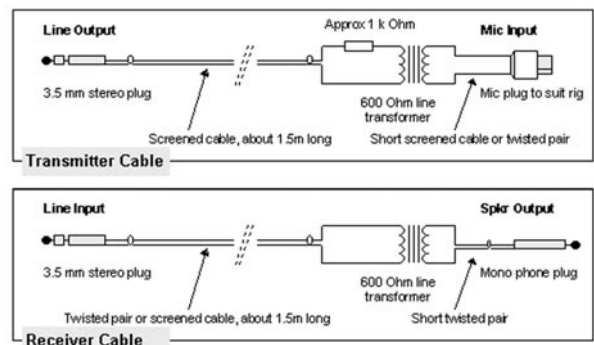 Line Output
Approx 1 k Ohm
Mic Input
3.5 mm stereo plug
600 Ohm line
transformer
Mic plug to suit rig
Screened cable, about 1.5m long
Short screened cable or twisted pair
Transmitter Cable
Line Input
Spkr Output
3.5 mm stereo plug
600 Ohm line
transformer
Mono phone plug
Twisted pair or screened cable, about 1.5m long
Short twisted pair
Receiver Cable